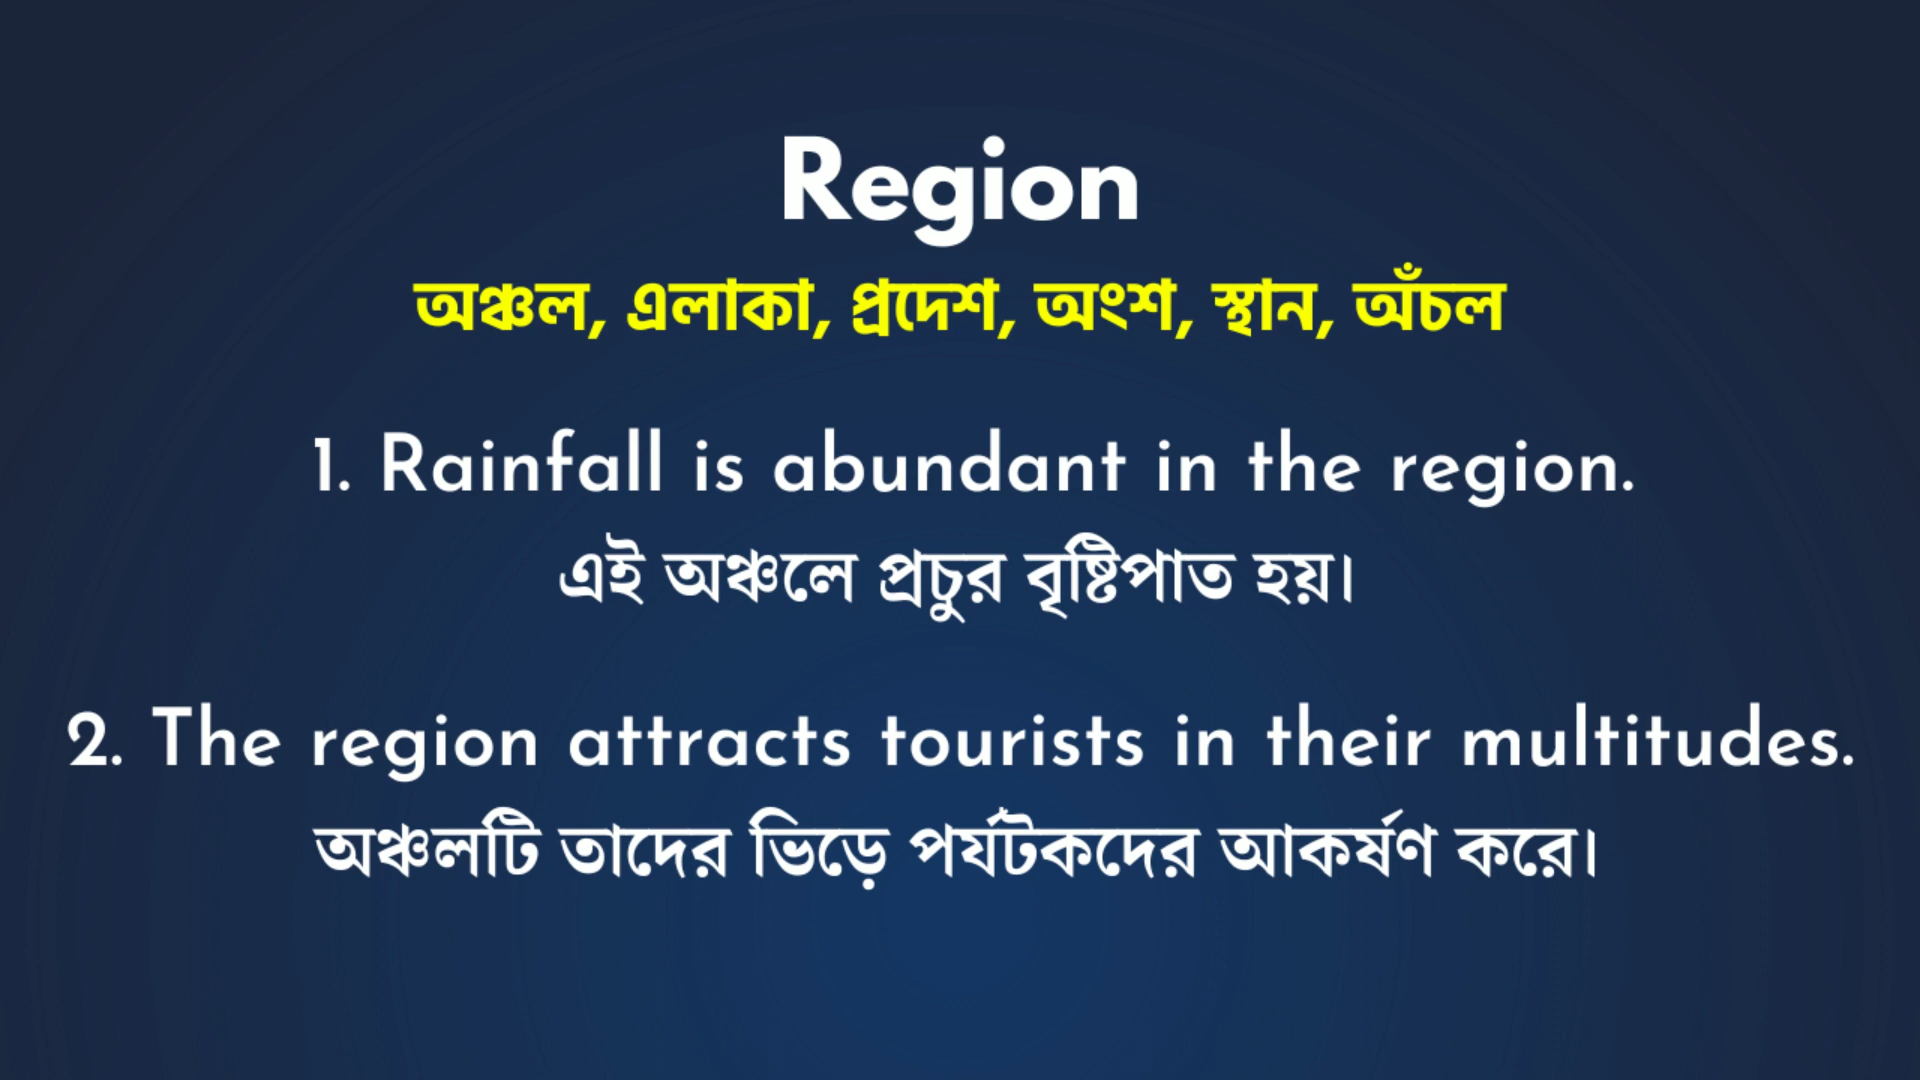 Region
অঞ্চল, এলাকা, প্রদেশ, অংশ, স্থান, অঁচল
1. Rainfall is abundant in the region.
এই অঞ্চলে প্রচুর বৃষ্টিপাত হয়।
2. The region attracts tourists in their multitudes.
অঞ্চলটি তাদের ভিড়ে পর্যটকদের আকর্ষণ করে।